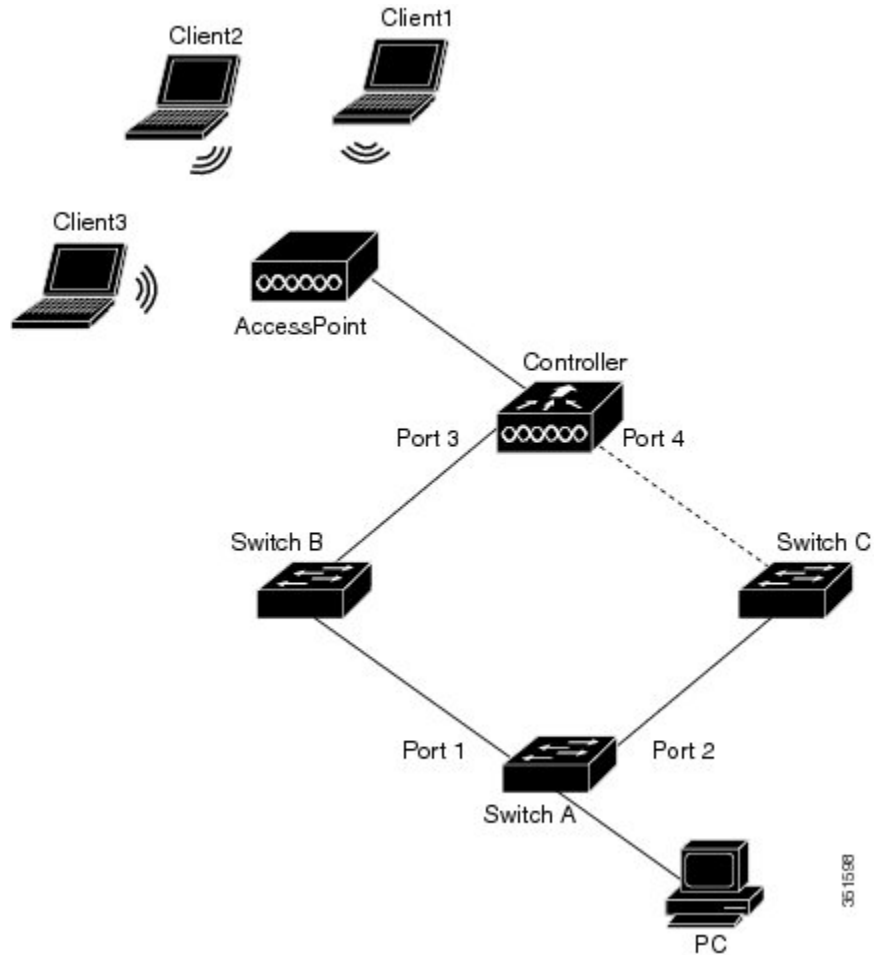 Client1
Client2
Client3
AccessPoint
Controller
Port 3
Port 4
Switch B
Switch C
Port 1
Port 2
Switch A
PC
351598